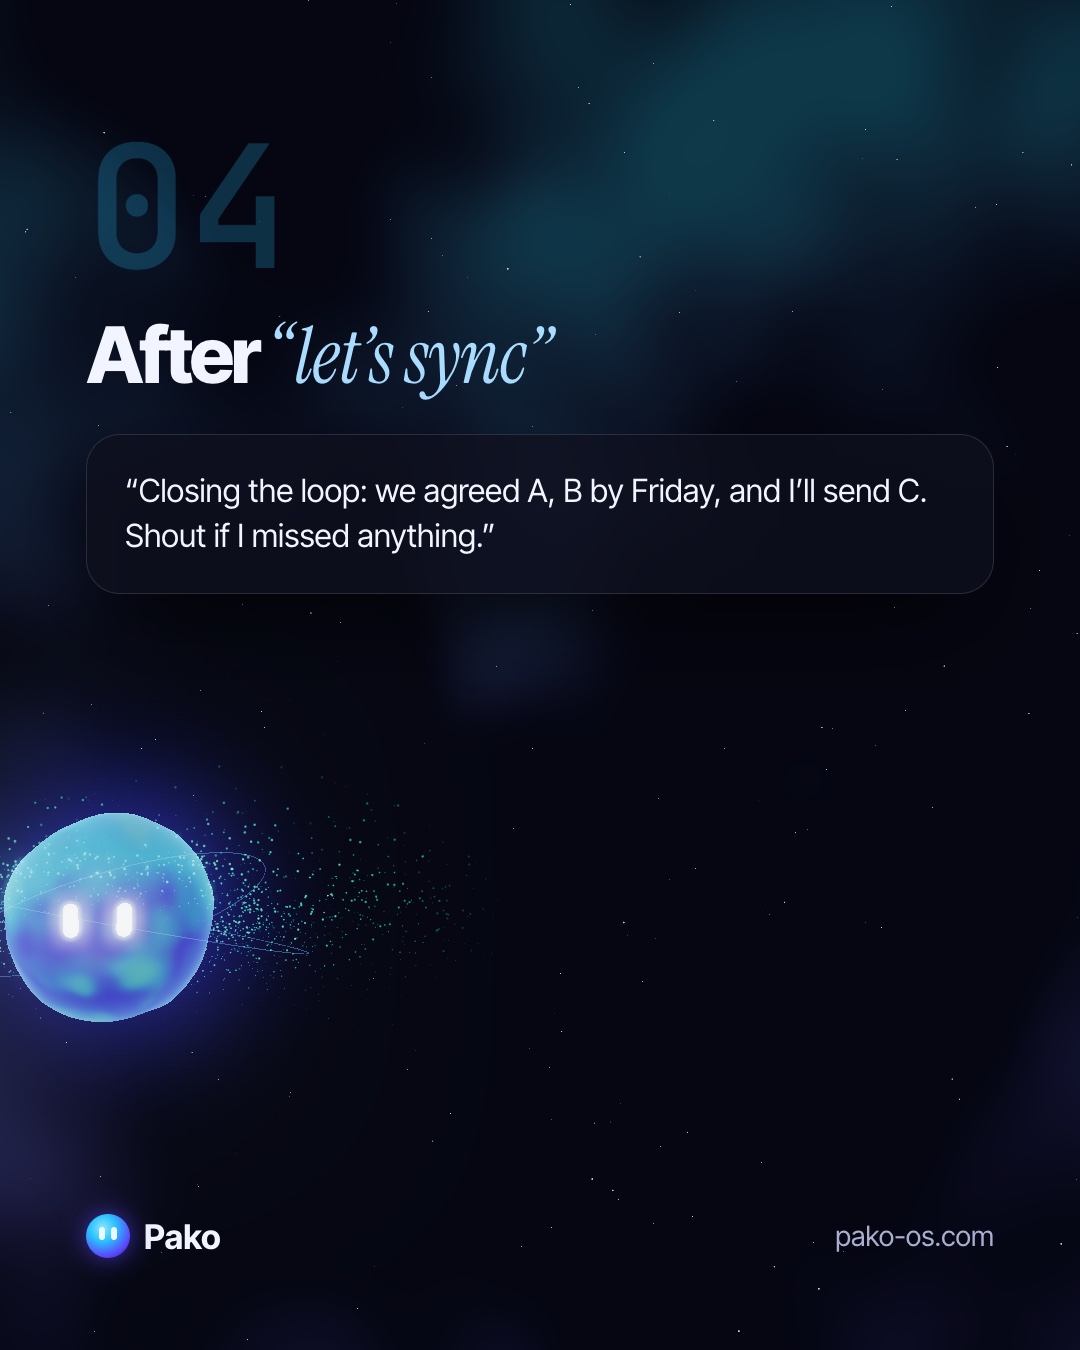 04
After “let’s sync”
“Closing the loop: we agreed A, B by Friday, and I’ll send C.
Shout if I missed anything.”
Pako
pako-os.com